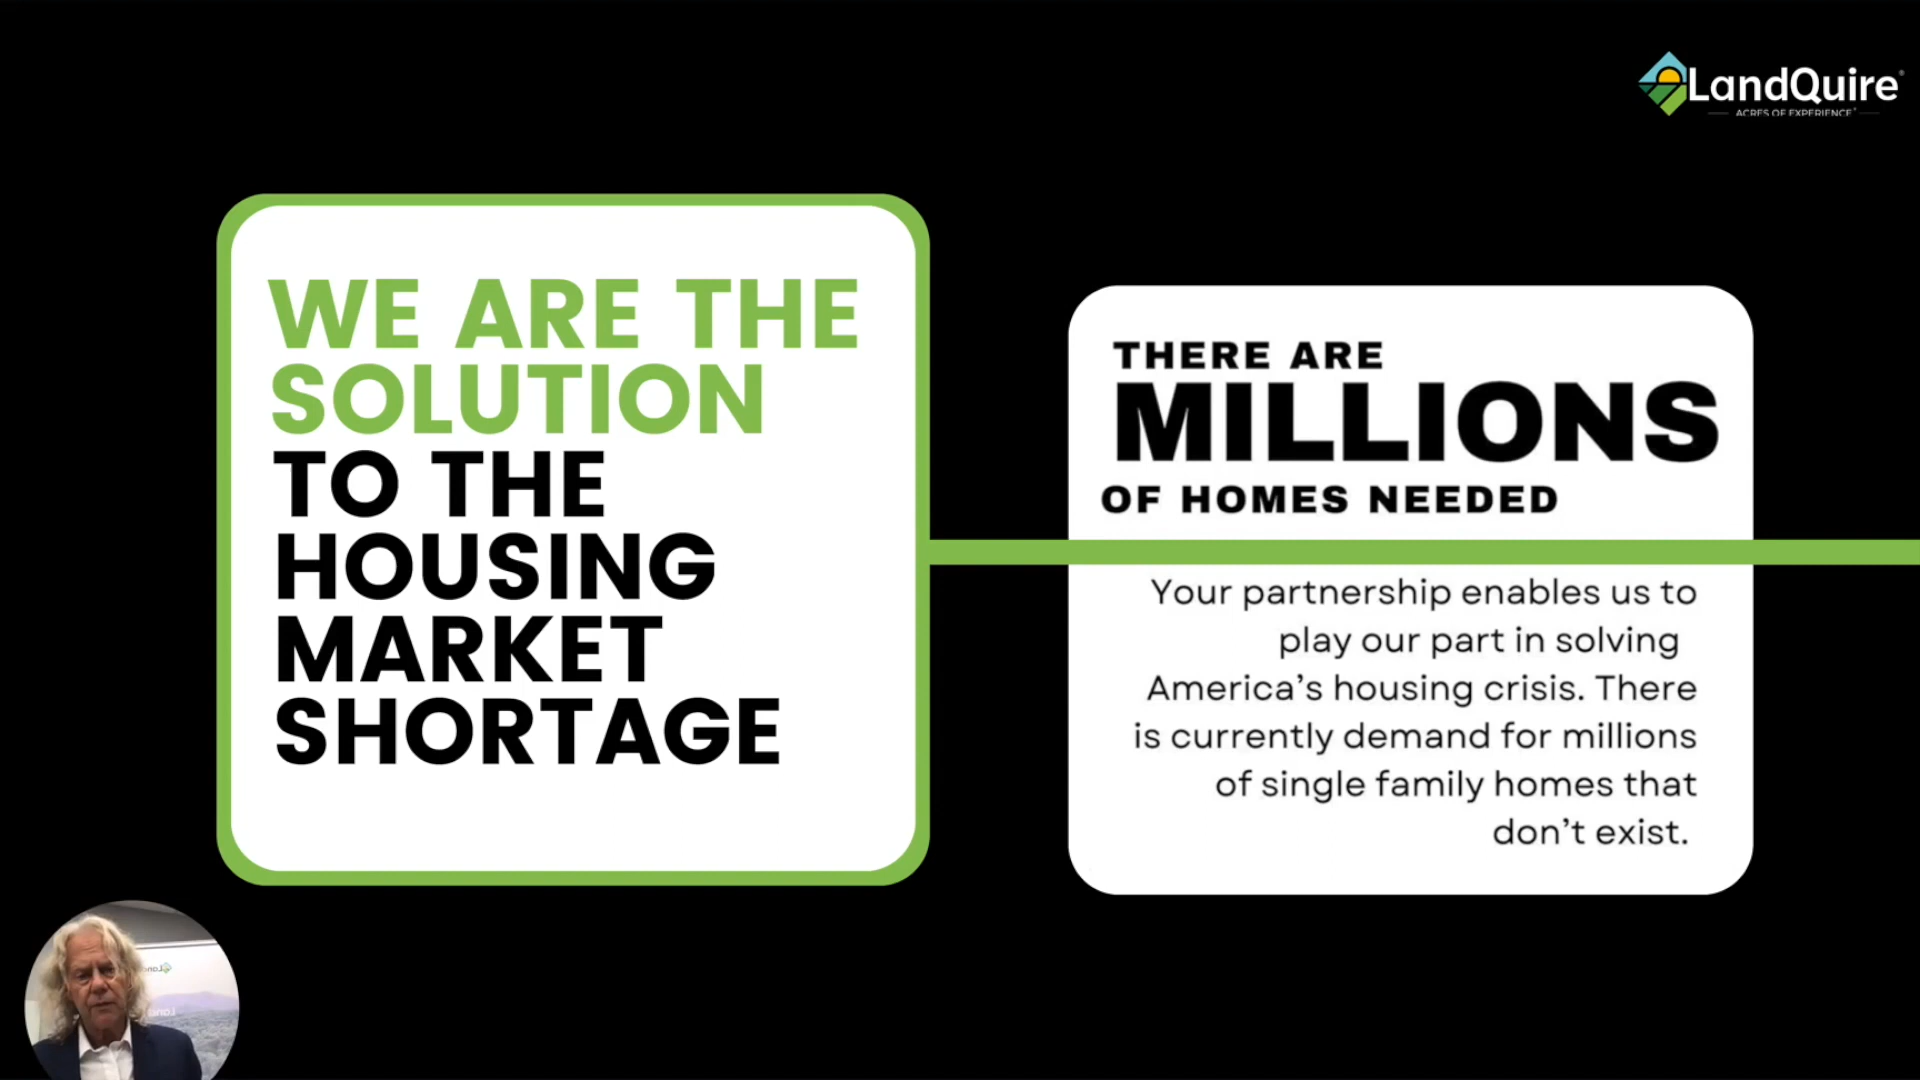 LandQuire®
ACRES OF EXPERIENCE®
WE ARE THE
SOLUTION
TO THE
HOUSING
MARKET
SHORTAGE
THERE ARE
MILLIONS
OF HOMES NEEDED
Your partnership enables us to
play our part in solving
America’s housing crisis. There
is currently demand for millions
of single family homes that
don’t exist.